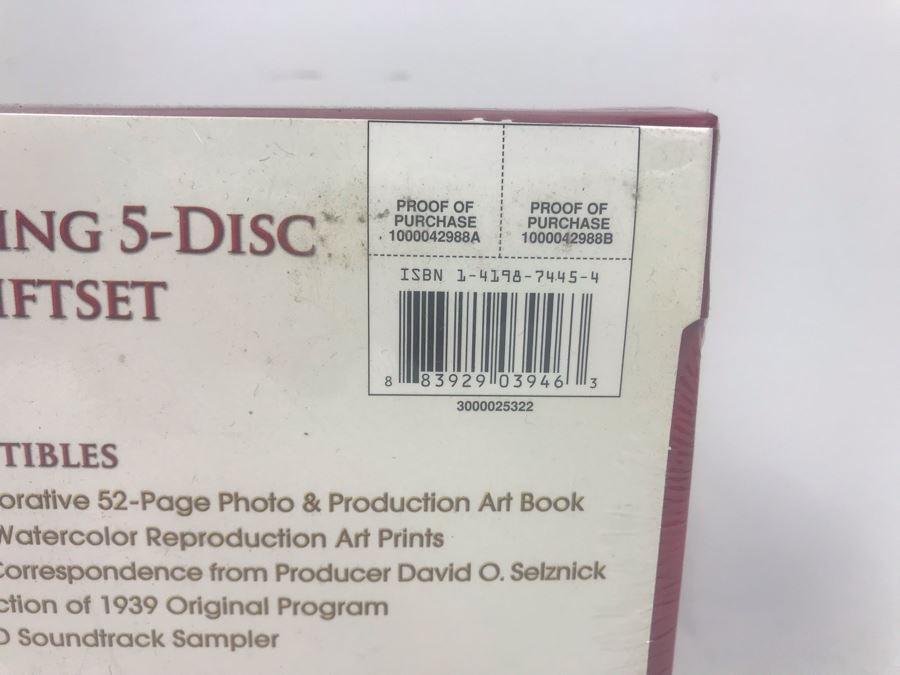 PROOF OF
PURCHASE
1000042988A
PROOF OF
PURCHASE
1000042988B
ING 5-DISC
IFTSET
ISBN 1-4198-7445-4
8 83929 03946 3
3000025322
TIBLES
orative 52-Page Photo & Production Art Book
Watercolor Reproduction Art Prints
Correspondence from Producer David O. Selznick
ction of 1939 Original Program
D Soundtrack Sampler